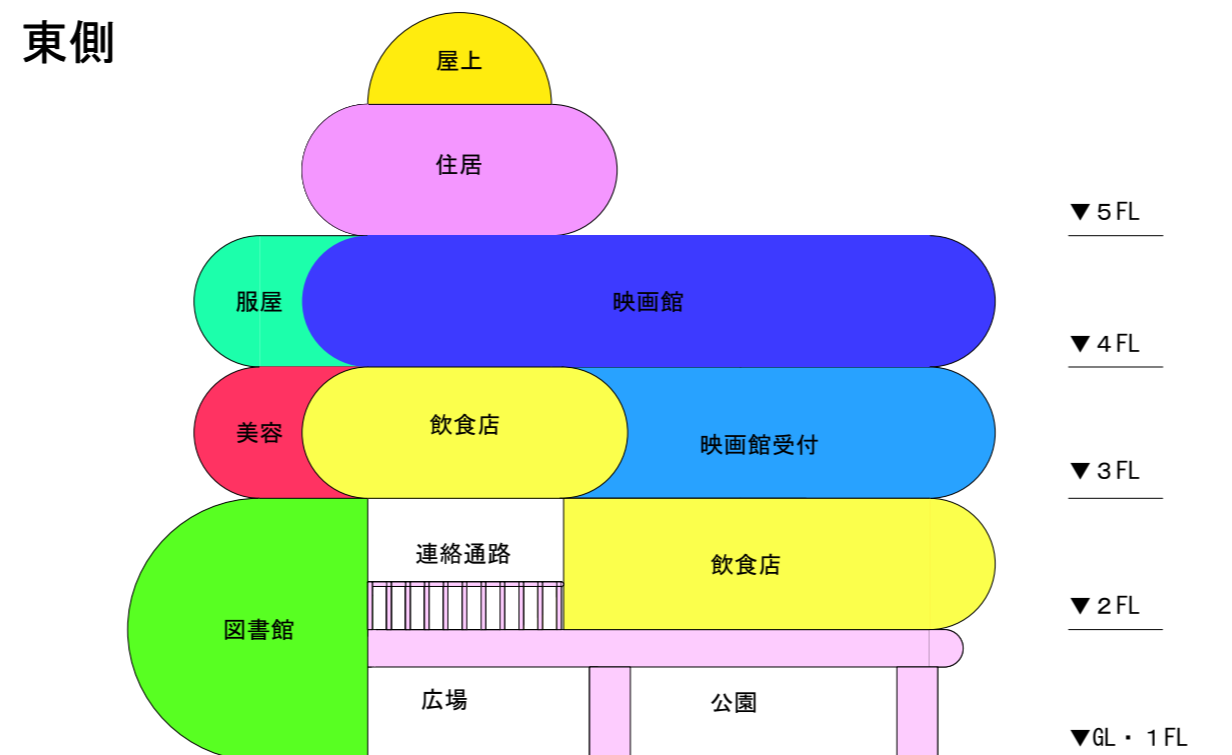 東側
屋上
住居
▼5FL
服屋
映画館
▼4FL
美容
飲食店
映画館受付
▼3FL
連絡通路
飲食店
▼2FL
図書館
広場
公園
▼GL・1FL